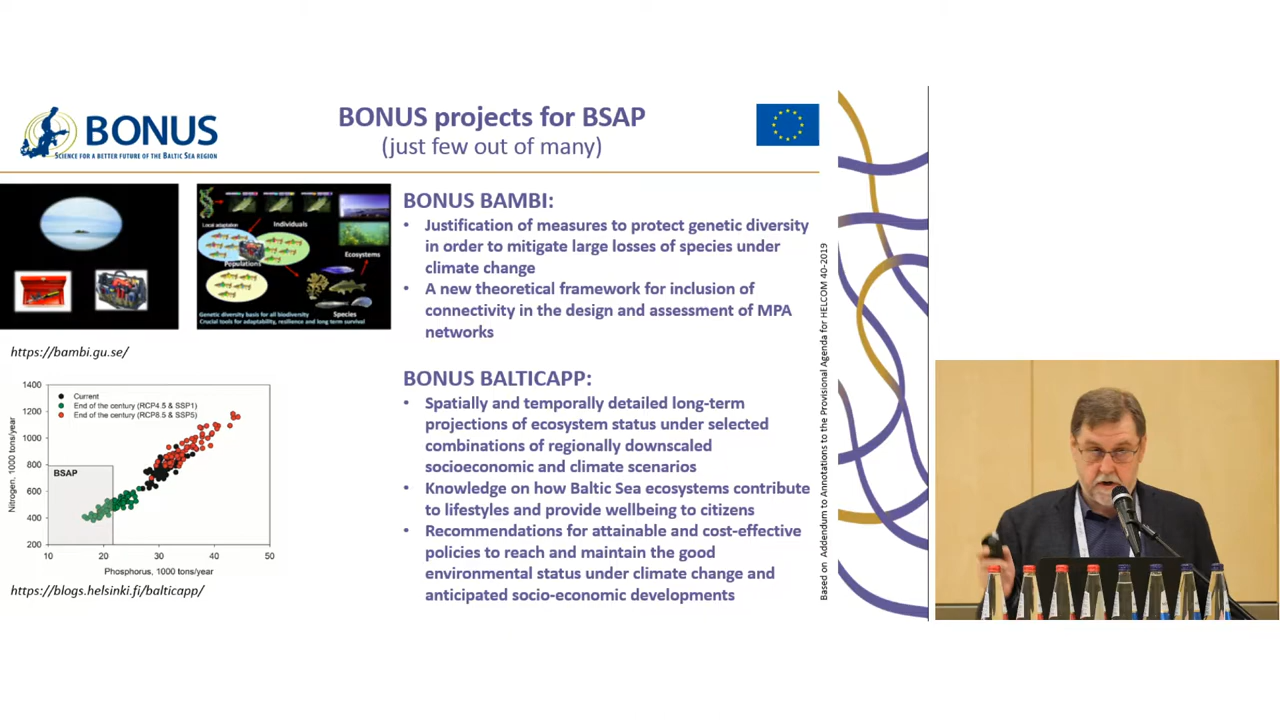 BONUS
SCIENCE FOR A BETTER FUTURE OF THE BALTIC SEA REGION
BONUS projects for BSAP
(just few out of many)
Local adaptation
Individuals
Populations
Ecosystems
Species
Genetic diversity basis for all biodiversity
Crucial tools for adaptability, resilience and long term survival
https://bambi.gu.se/
BONUS BAMBI:
• Justification of measures to protect genetic diversity
in order to mitigate large losses of species under
climate change
• A new theoretical framework for inclusion of
connectivity in the design and assessment of MPA
networks
1400
1200
1000
800
600
400
200
Nitrogen, 1000 tons/year
Current
End of the century (RCP4.5 & SSP1)
End of the century (RCP8.5 & SSP5)
BSAP
10 20 30 40 50
Phosphorus, 1000 tons/year
https://blogs.helsinki.fi/balticapp/
BONUS BALTICAPP:
• Spatially and temporally detailed long-term
projections of ecosystem status under selected
combinations of regionally downscaled
socioeconomic and climate scenarios
• Knowledge on how Baltic Sea ecosystems contribute
to lifestyles and provide wellbeing to citizens
• Recommendations for attainable and cost-effective
policies to reach and maintain the good
environmental status under climate change and
anticipated socio-economic developments
Based on Addendum to Annotations to the Provisional Agenda for HELCOM 40-2019